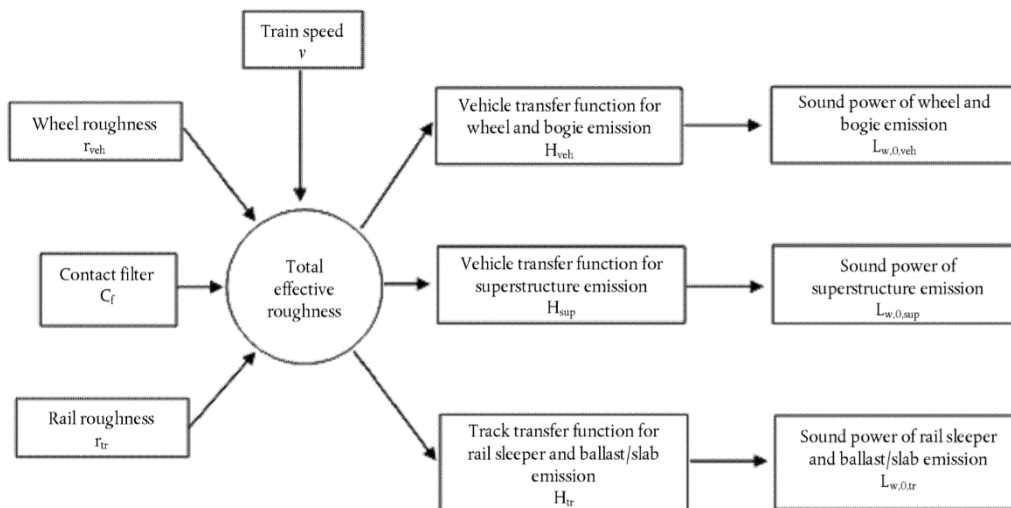 Train speed
v
Wheel roughness
r_veh
Contact filter
C_f
Rail roughness
r_tr
Total
effective
roughness
Vehicle transfer function for
wheel and bogie emission
H_veh
Sound power of wheel and
bogie emission
L_w,0,veh
Vehicle transfer function for
superstructure emission
H_sup
Sound power of
superstructure emission
L_w,0,sup
Track transfer function for
rail sleeper and ballast/slab
emission
H_tr
Sound power of rail sleeper
and ballast/slab emission
L_w,0,tr